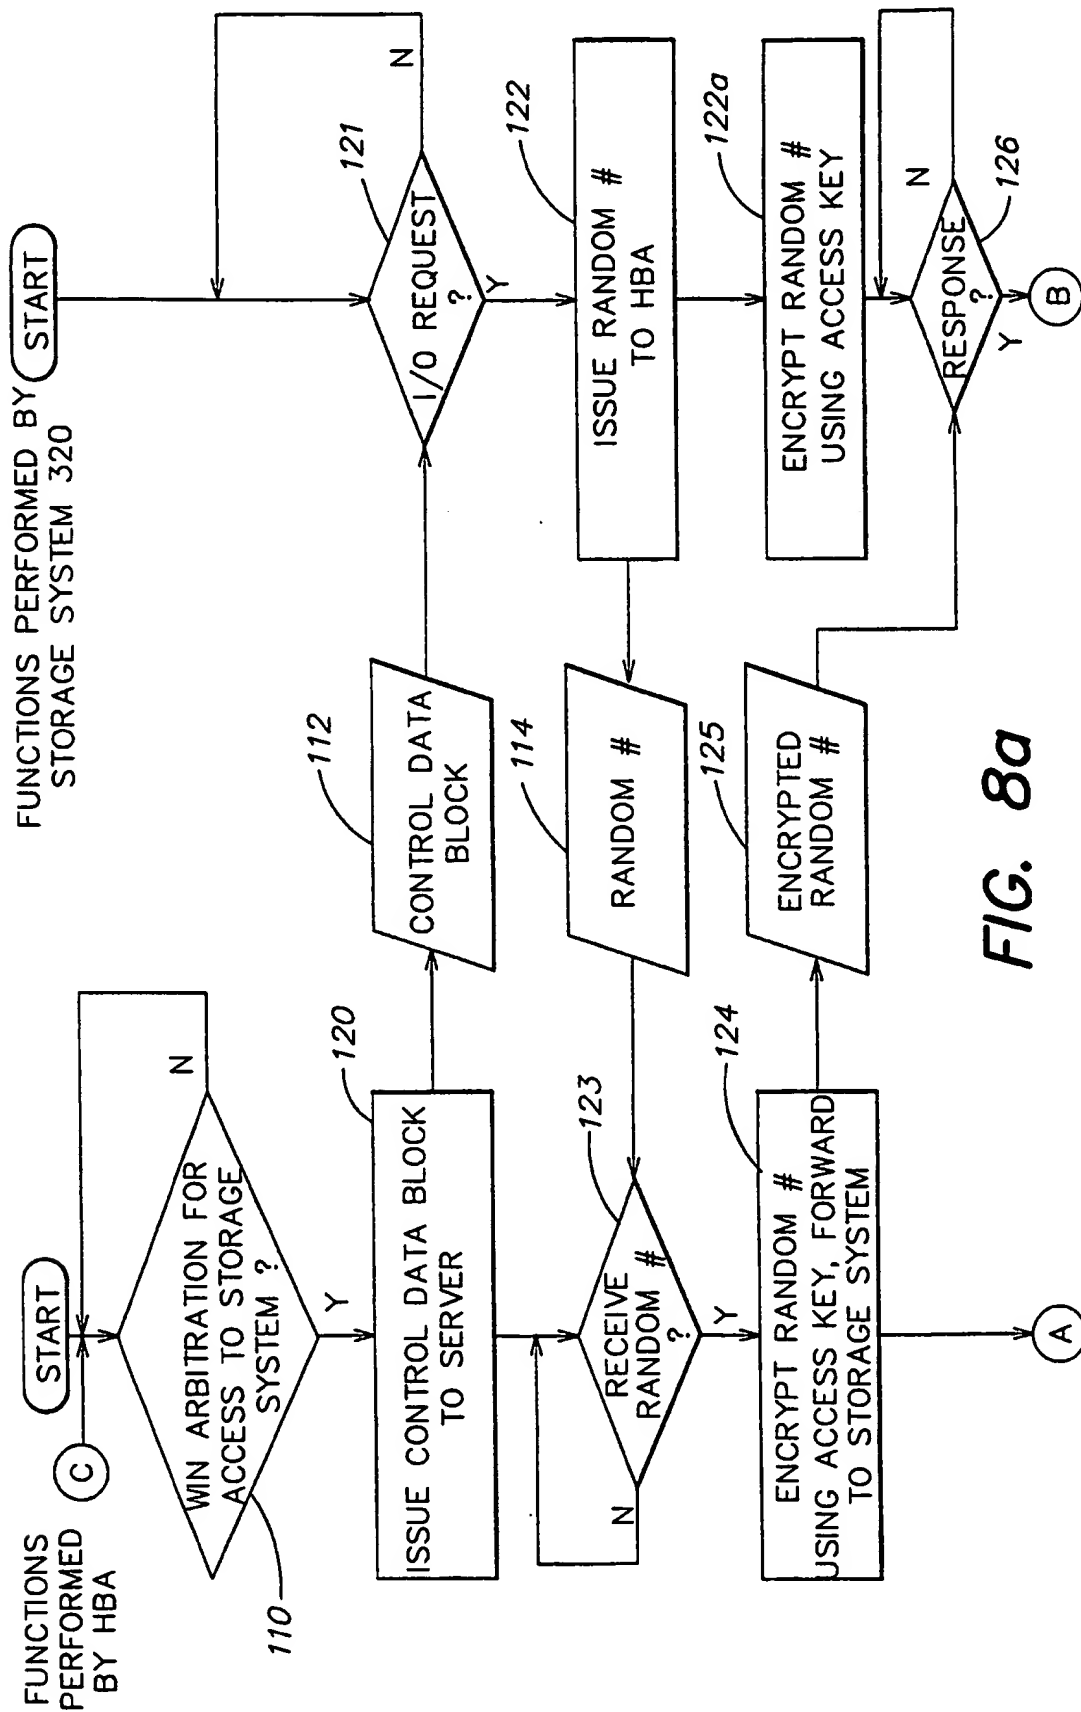 FUNCTIONS
PERFORMED
BY HBA
C
START
WIN ARBITRATION FOR
ACCESS TO STORAGE
SYSTEM ?
N
Y
110
ISSUE CONTROL DATA BLOCK
TO SERVER
120
RECEIVE
RANDOM #
?
N
Y
123
ENCRYPT RANDOM #
USING ACCESS KEY, FORWARD
TO STORAGE SYSTEM
124
A
CONTROL DATA
BLOCK
112
RANDOM #
114
ENCRYPTED
RANDOM #
125
FUNCTIONS PERFORMED BY
STORAGE SYSTEM 320
START
I/O REQUEST
?
N
Y
121
ISSUE RANDOM #
TO HBA
122
ENCRYPT RANDOM #
USING ACCESS KEY
122a
RESPONSE
?
N
Y
126
B
FIG. 8a